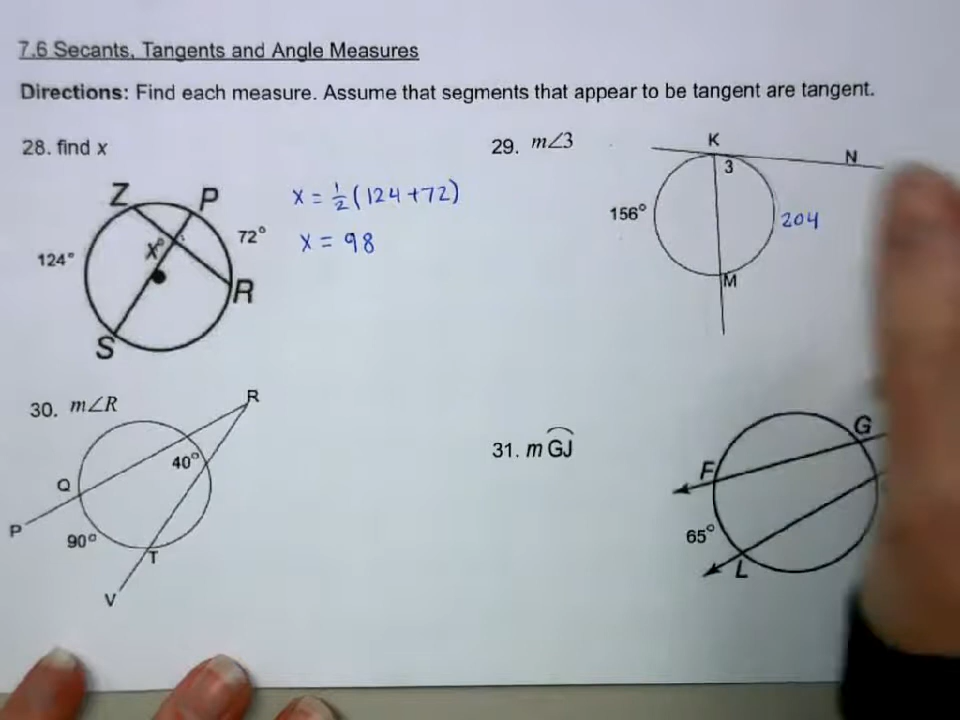 7.6 Secants, Tangents and Angle Measures
Directions: Find each measure. Assume that segments that appear to be tangent are tangent.
28. find x
Z
P
124°
x°
72°
R
S
x = 1/2 (124 + 72)
x = 98
29. m∠3
K
N
3
156°
204
M
30. m∠R
R
40°
Q
P
90°
T
V
31. m GJ
G
F
65°
L